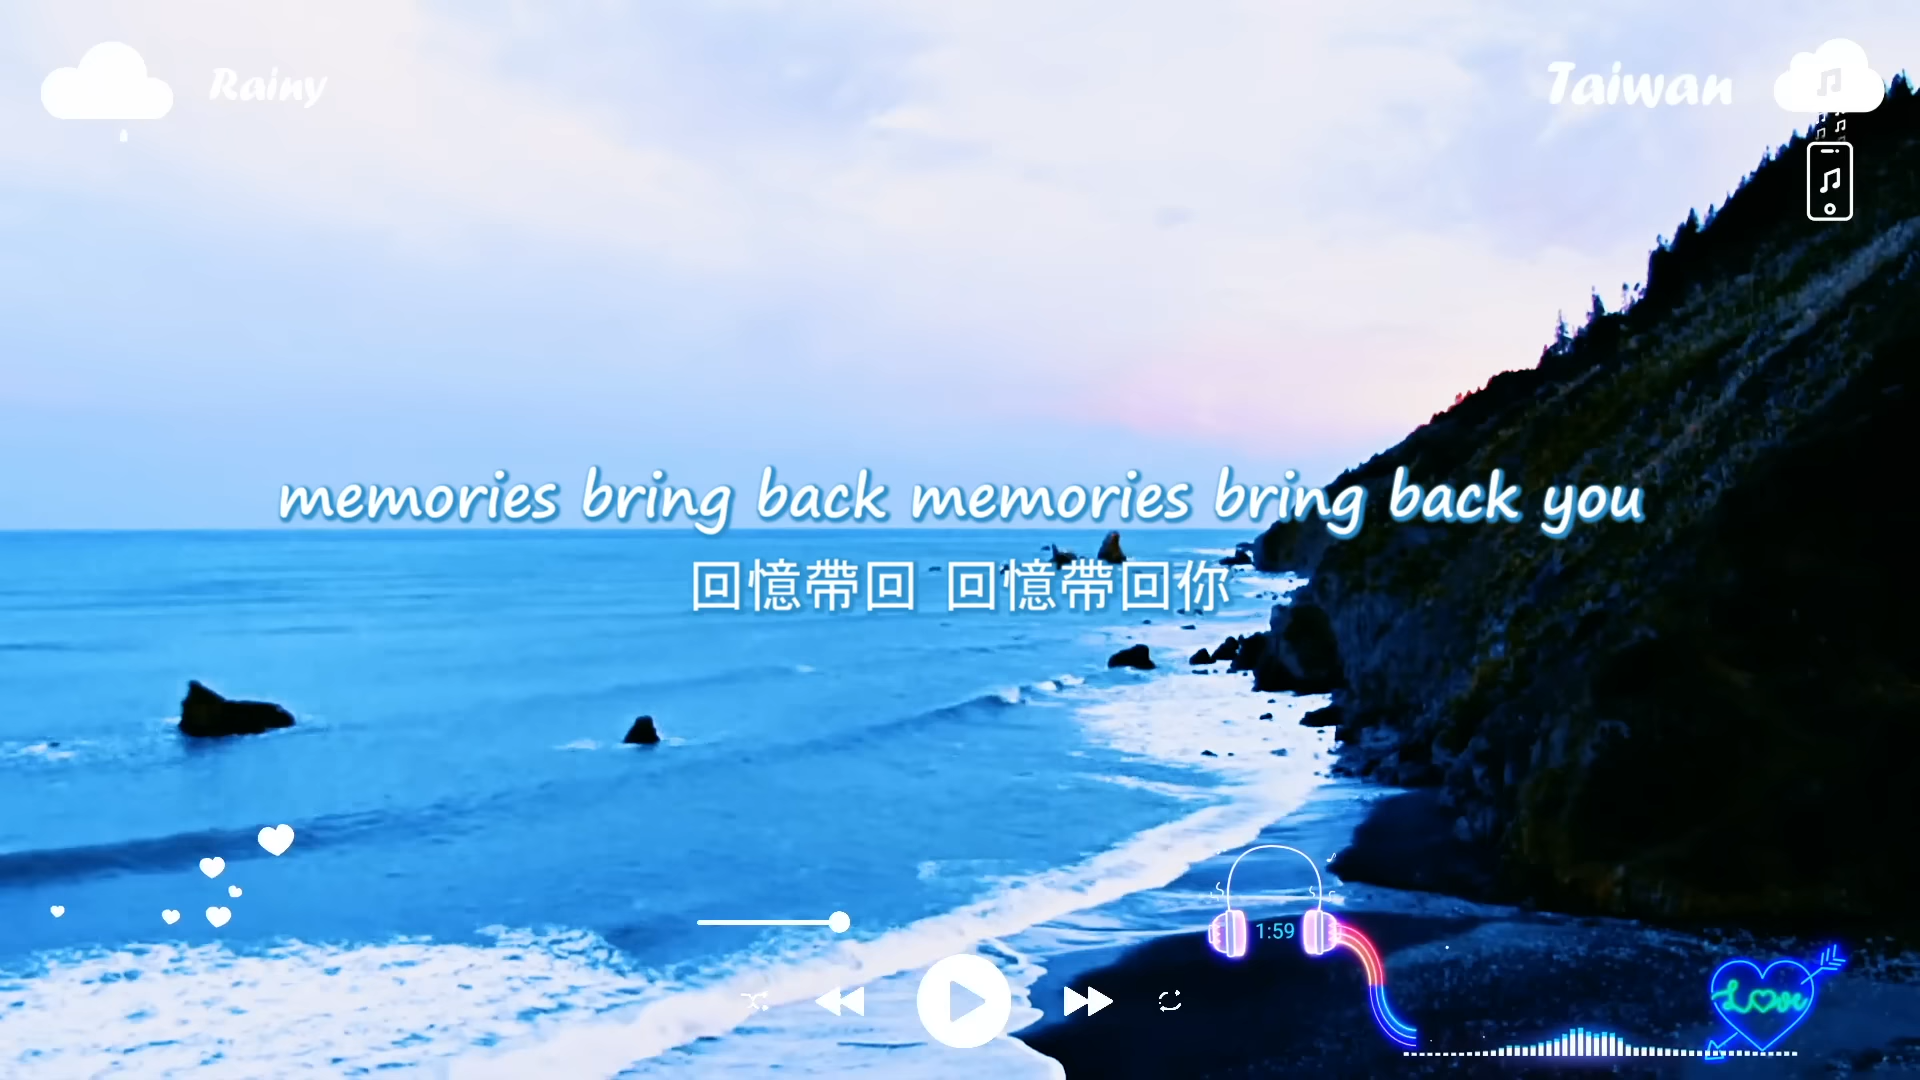 Rainy
Taiwan
memories bring back memories bring back you
回憶帶回 回憶帶回你
1:59
Love